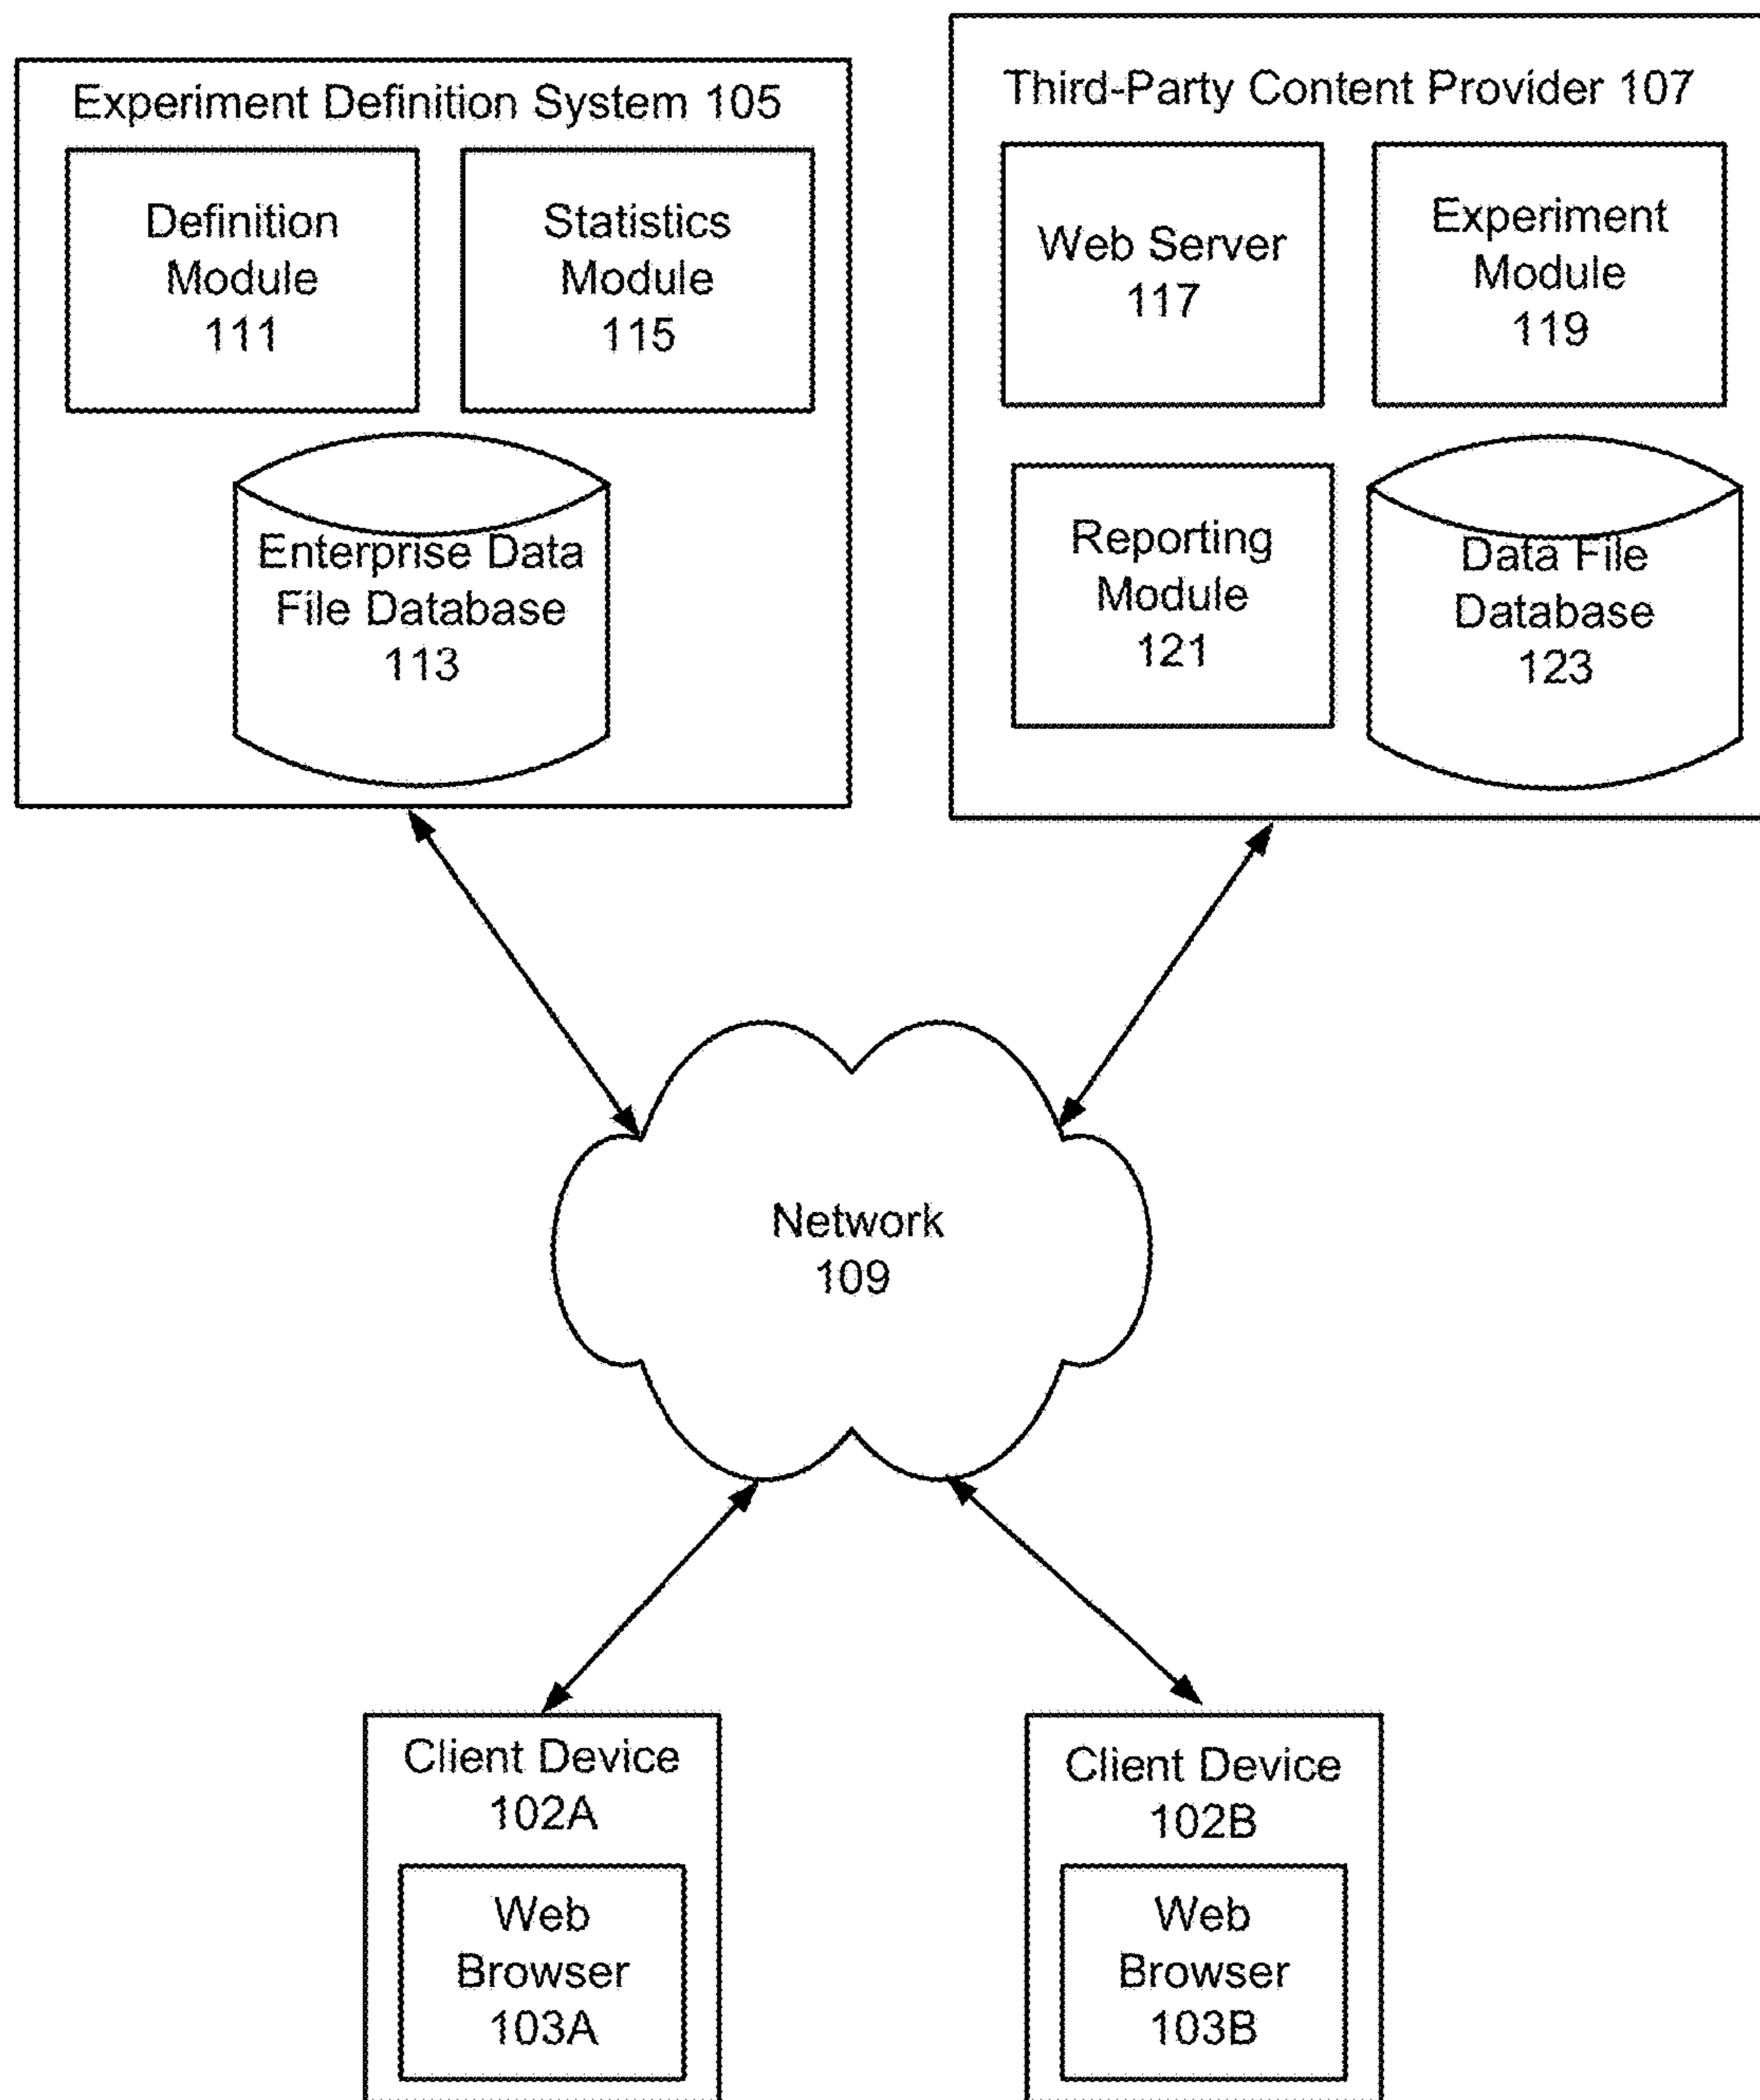 Experiment Definition System 105
Definition
Module
111
Statistics
Module
115
Enterprise Data
File Database
113
Third-Party Content Provider 107
Web Server
117
Experiment
Module
119
Reporting
Module
121
Data File
Database
123
Network
109
Client Device
102A
Web
Browser
103A
Client Device
102B
Web
Browser
103B